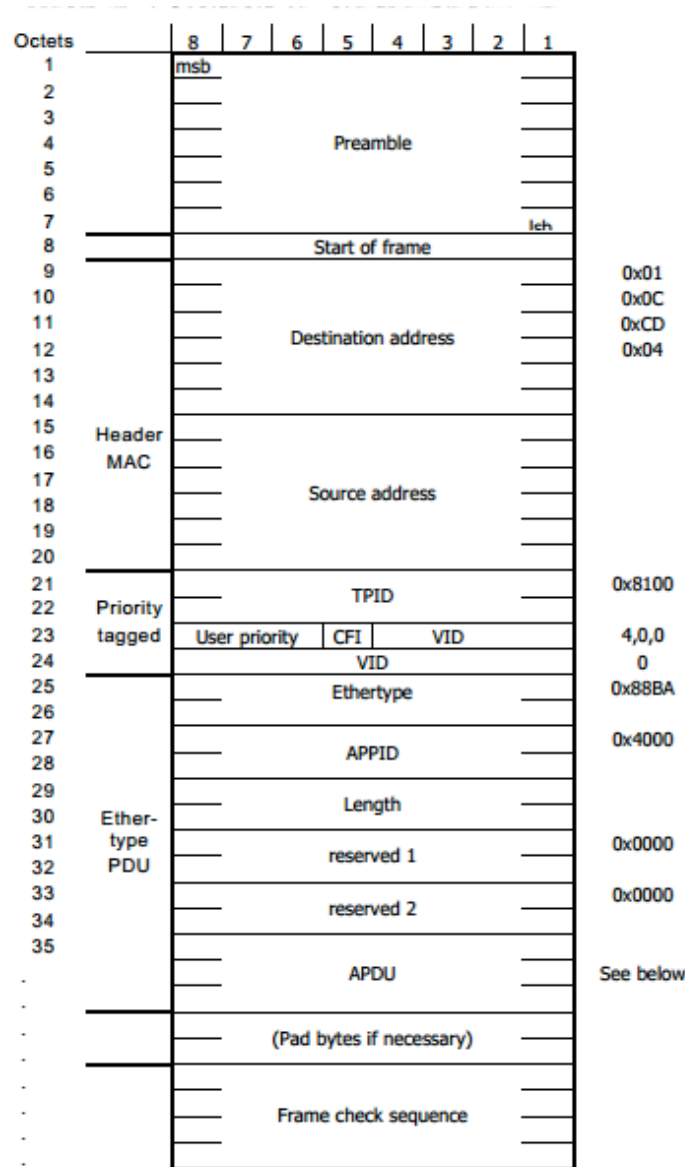 Octets 8 7 6 5 4 3 2 1
1 msb
2
3
4 Preamble
5
6
7 lsb
8 Start of frame
9 0x01
10 0x0C
11 0xCD
12 Destination address 0x04
13
14
15
16 Header
17 MAC
18 Source address
19
20
21 TPID 0x8100
22 Priority
23 tagged User priority CFI VID 4,0,0
24 VID 0
25 Ethertype 0x88BA
26
27 APPID 0x4000
28
29 Length
30 Ether-
31 type reserved 1 0x0000
32 PDU
33 reserved 2 0x0000
34
35
. APDU See below
.
. (Pad bytes if necessary)
.
.
. Frame check sequence
.
.